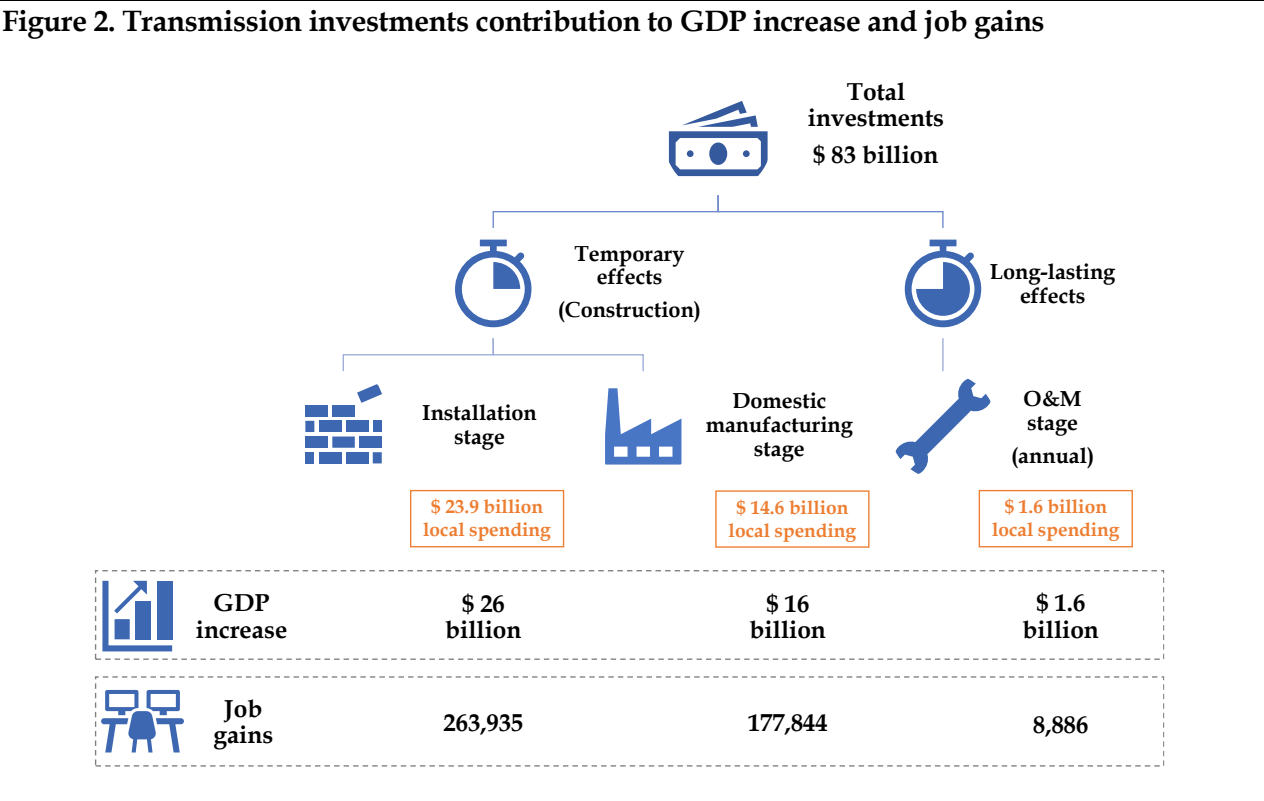 Figure 2. Transmission investments contribution to GDP increase and job gains
Total
investments
$ 83 billion
Temporary
effects
(Construction)
Long-lasting
effects
Installation
stage
Domestic
manufacturing
stage
O&M
stage
(annual)
$ 23.9 billion
local spending
$ 14.6 billion
local spending
$ 1.6 billion
local spending
GDP
increase
$ 26
billion
$ 16
billion
$ 1.6
billion
Job
gains
263,935
177,844
8,886